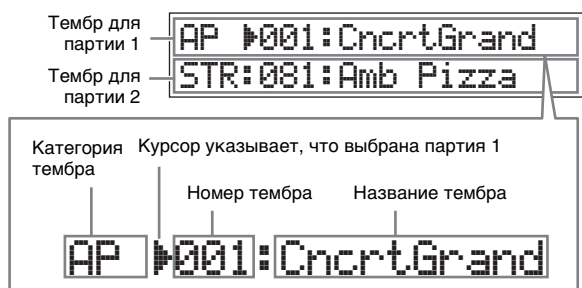 Тембр для
партии 1
AP 001:CncrtGrand
Тембр для
партии 2
STR:081:Amb Pizza
Категория
тембра
Курсор указывает, что выбрана партия 1
Номер тембра
Название тембра
AP 001:CncrtGrand